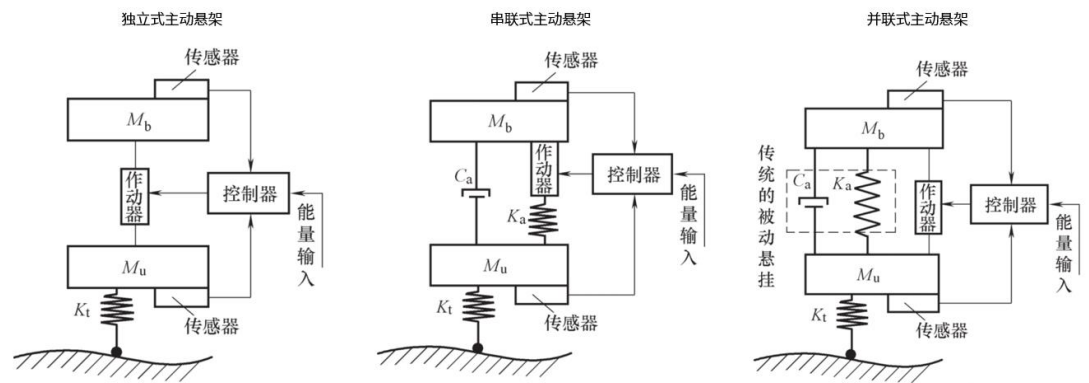 独立式主动悬架
传感器
Mb
作动器
控制器
能量输入
Mu
Kt
传感器
串联式主动悬架
传感器
Mb
Ca
作动器
控制器
能量输入
Ka
Mu
Kt
传感器
并联式主动悬架
传感器
Mb
传统的被动悬挂
Ca
Ka
作动器
控制器
能量输入
Mu
Kt
传感器